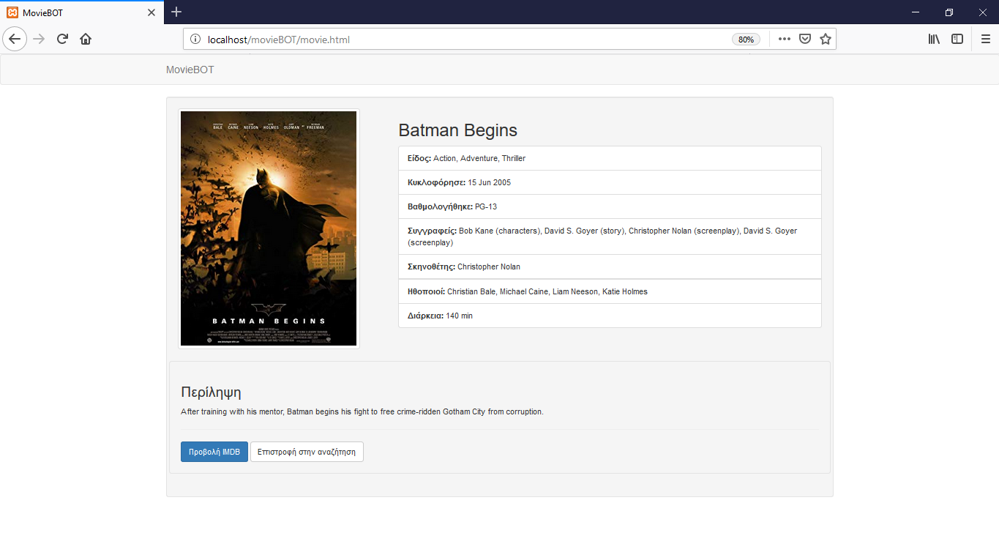 MovieBOT
localhost/movieBOT/movie.html
80%
MovieBOT
BALE CAINE NEESON HOLMES OLDMAN FREEMAN
BATMAN BEGINS
Batman Begins
Είδος: Action, Adventure, Thriller
Κυκλοφόρησε: 15 Jun 2005
Βαθμολογήθηκε: PG-13
Συγγραφείς: Bob Kane (characters), David S. Goyer (story), Christopher Nolan (screenplay), David S. Goyer
(screenplay)
Σκηνοθέτης: Christopher Nolan
Ηθοποιοί: Christian Bale, Michael Caine, Liam Neeson, Katie Holmes
Διάρκεια: 140 min
Περίληψη
After training with his mentor, Batman begins his fight to free crime-ridden Gotham City from corruption.
Προβολή IMDB
Επιστροφή στην αναζήτηση